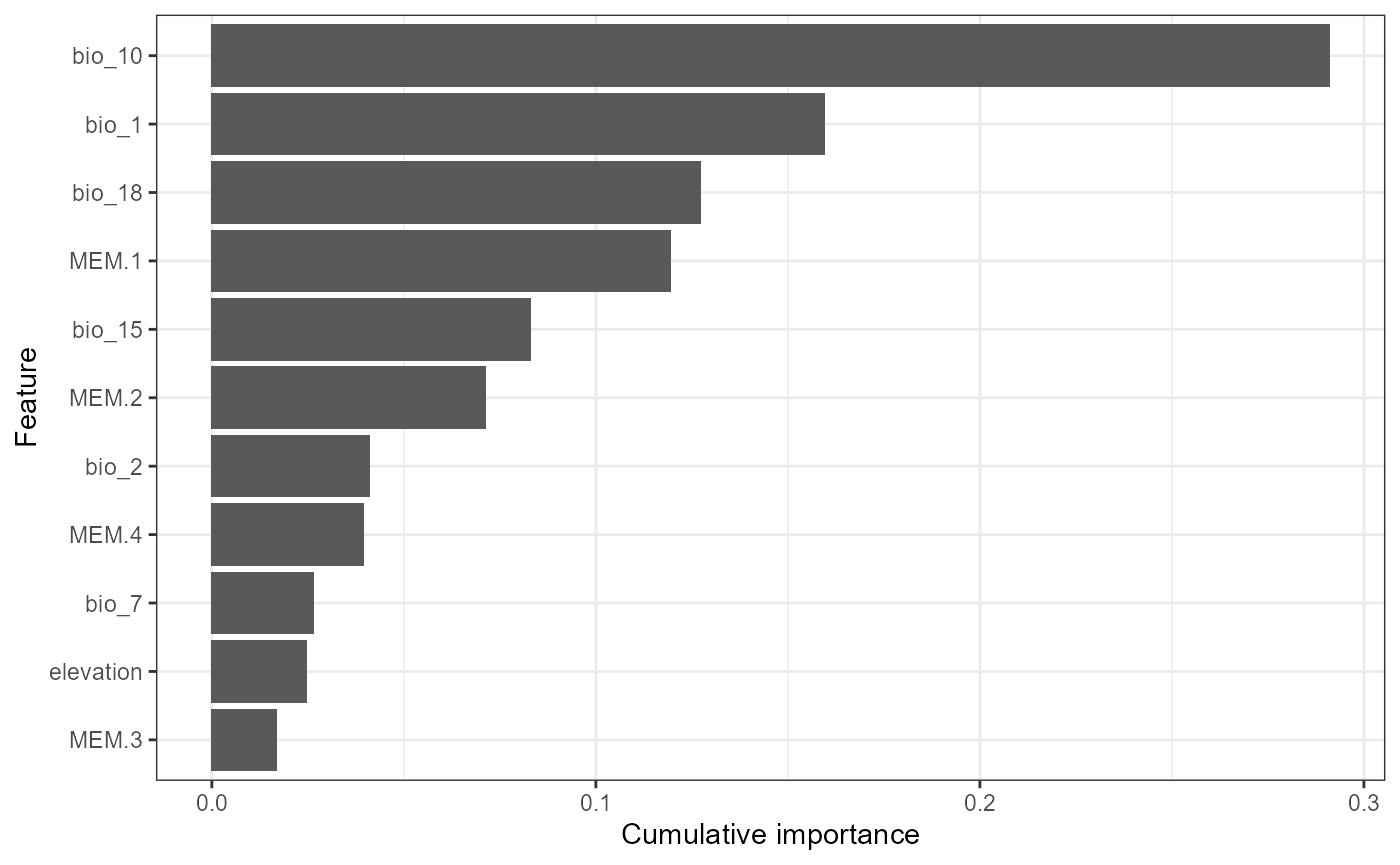 Feature
bio_10
bio_1
bio_18
MEM.1
bio_15
MEM.2
bio_2
MEM.4
bio_7
elevation
MEM.3
0.0 0.1 0.2 0.3
Cumulative importance